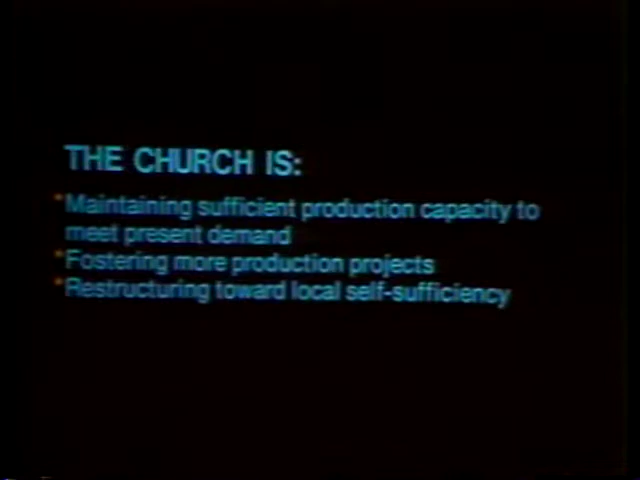 THE CHURCH IS:
*Maintaining sufficient production capacity to
meet present demand
*Fostering more production projects
*Restructuring toward local self-sufficiency